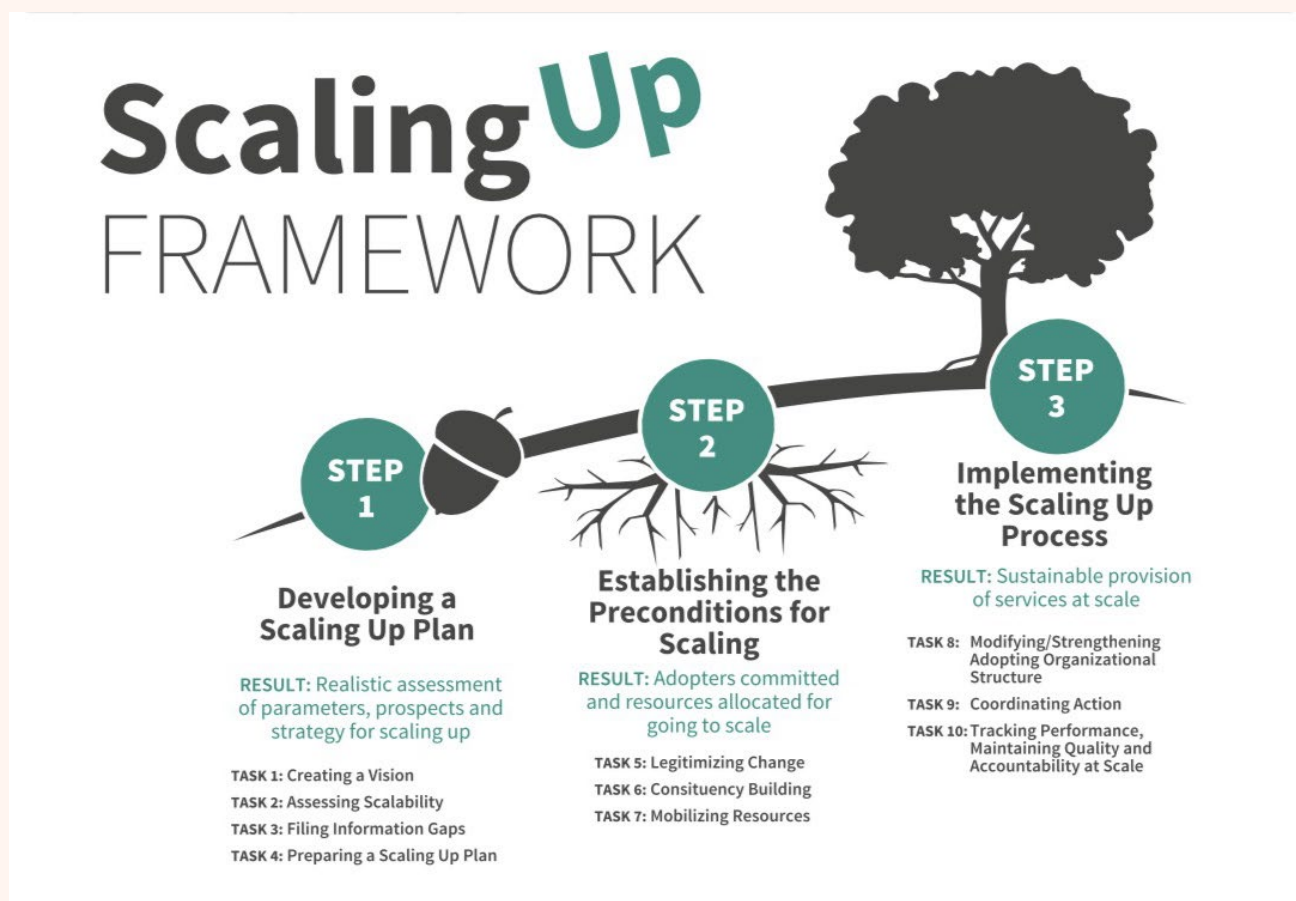 Scaling Up
FRAMEWORK
STEP
1
Developing a
Scaling Up Plan
RESULT: Realistic assessment
of parameters, prospects and
strategy for scaling up
TASK 1: Creating a Vision
TASK 2: Assessing Scalability
TASK 3: Filing Information Gaps
TASK 4: Preparing a Scaling Up Plan
STEP
2
Establishing the
Preconditions for
Scaling
RESULT: Adopters committed
and resources allocated for
going to scale
TASK 5: Legitimizing Change
TASK 6: Consituency Building
TASK 7: Mobilizing Resources
STEP
3
Implementing
the Scaling Up
Process
RESULT: Sustainable provision
of services at scale
TASK 8: Modifying/Strengthening
Adopting Organizational
Structure
TASK 9: Coordinating Action
TASK 10: Tracking Performance,
Maintaining Quality and
Accountability at Scale